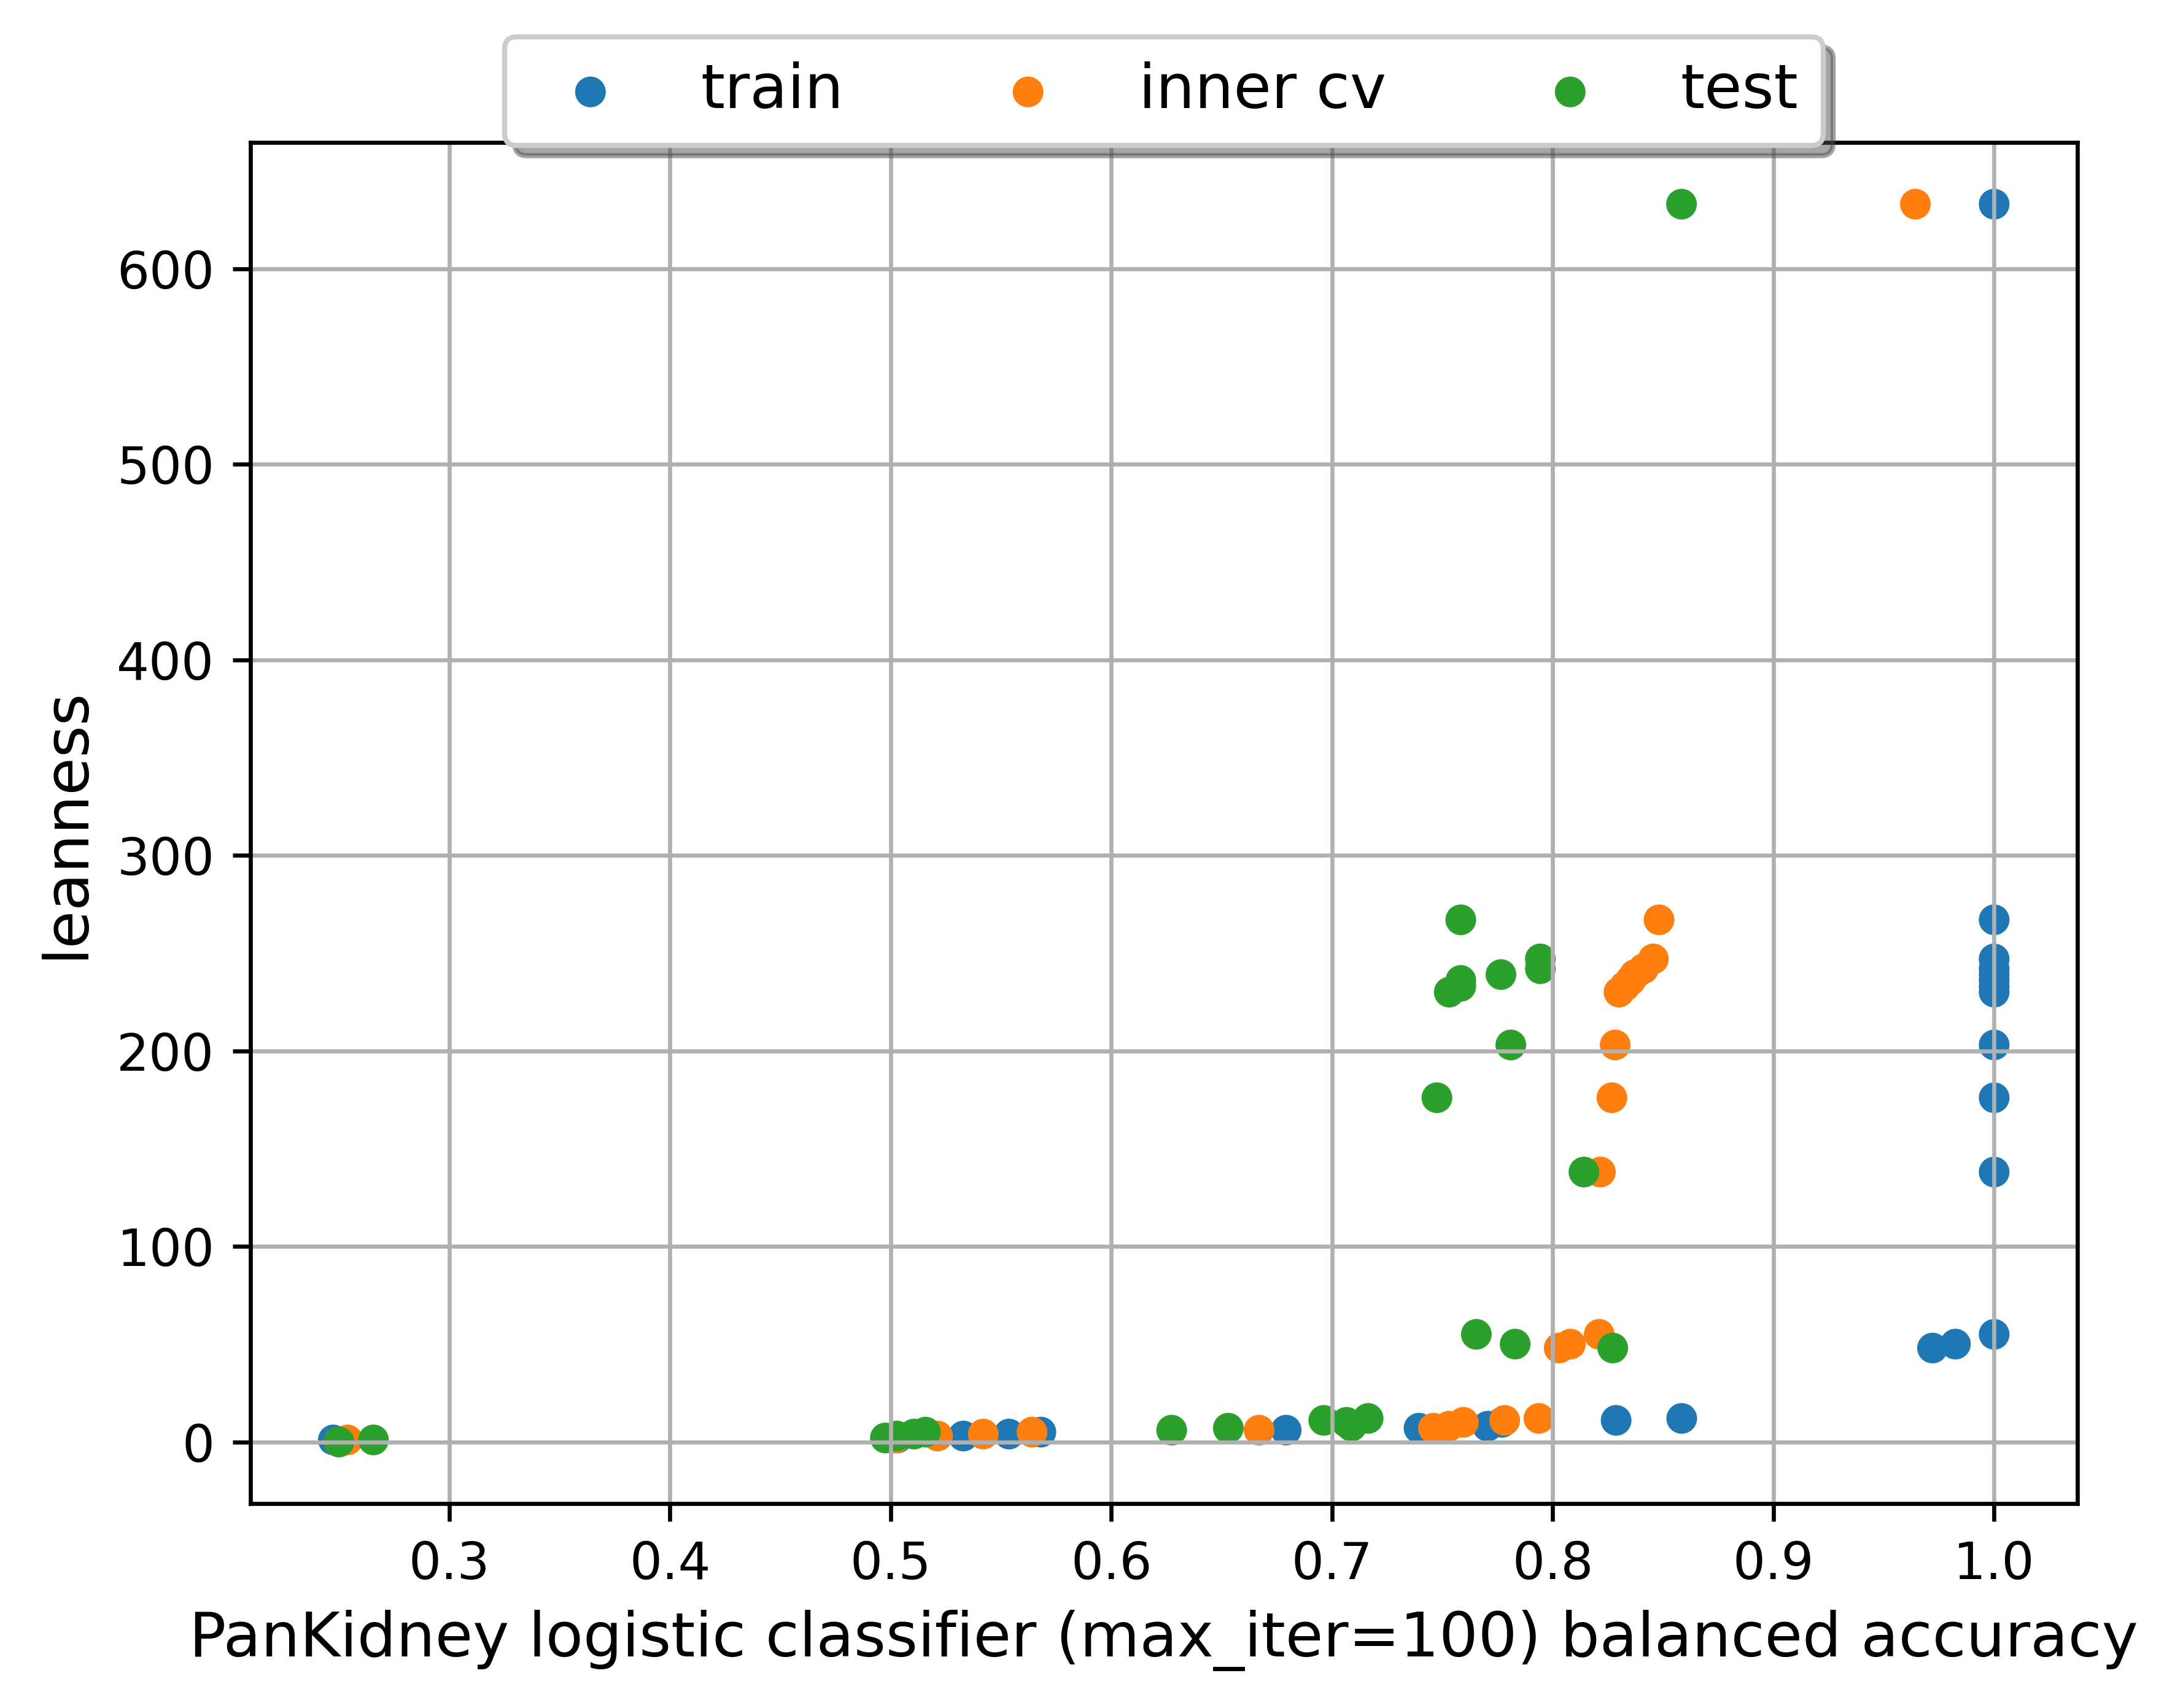 train inner cv test
600
500
400
300
200
100
0
leanness
0.3 0.4 0.5 0.6 0.7 0.8 0.9 1.0
PanKidney logistic classifier (max_iter=100) balanced accuracy